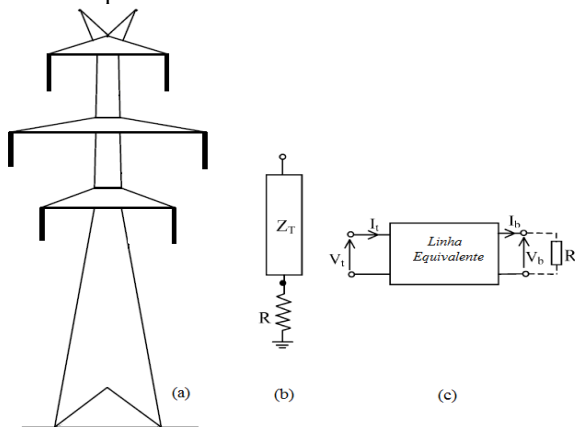 Z_T
R
(a)
(b)
I_t
V_t
Linha
Equivalente
I_b
V_b
R
(c)